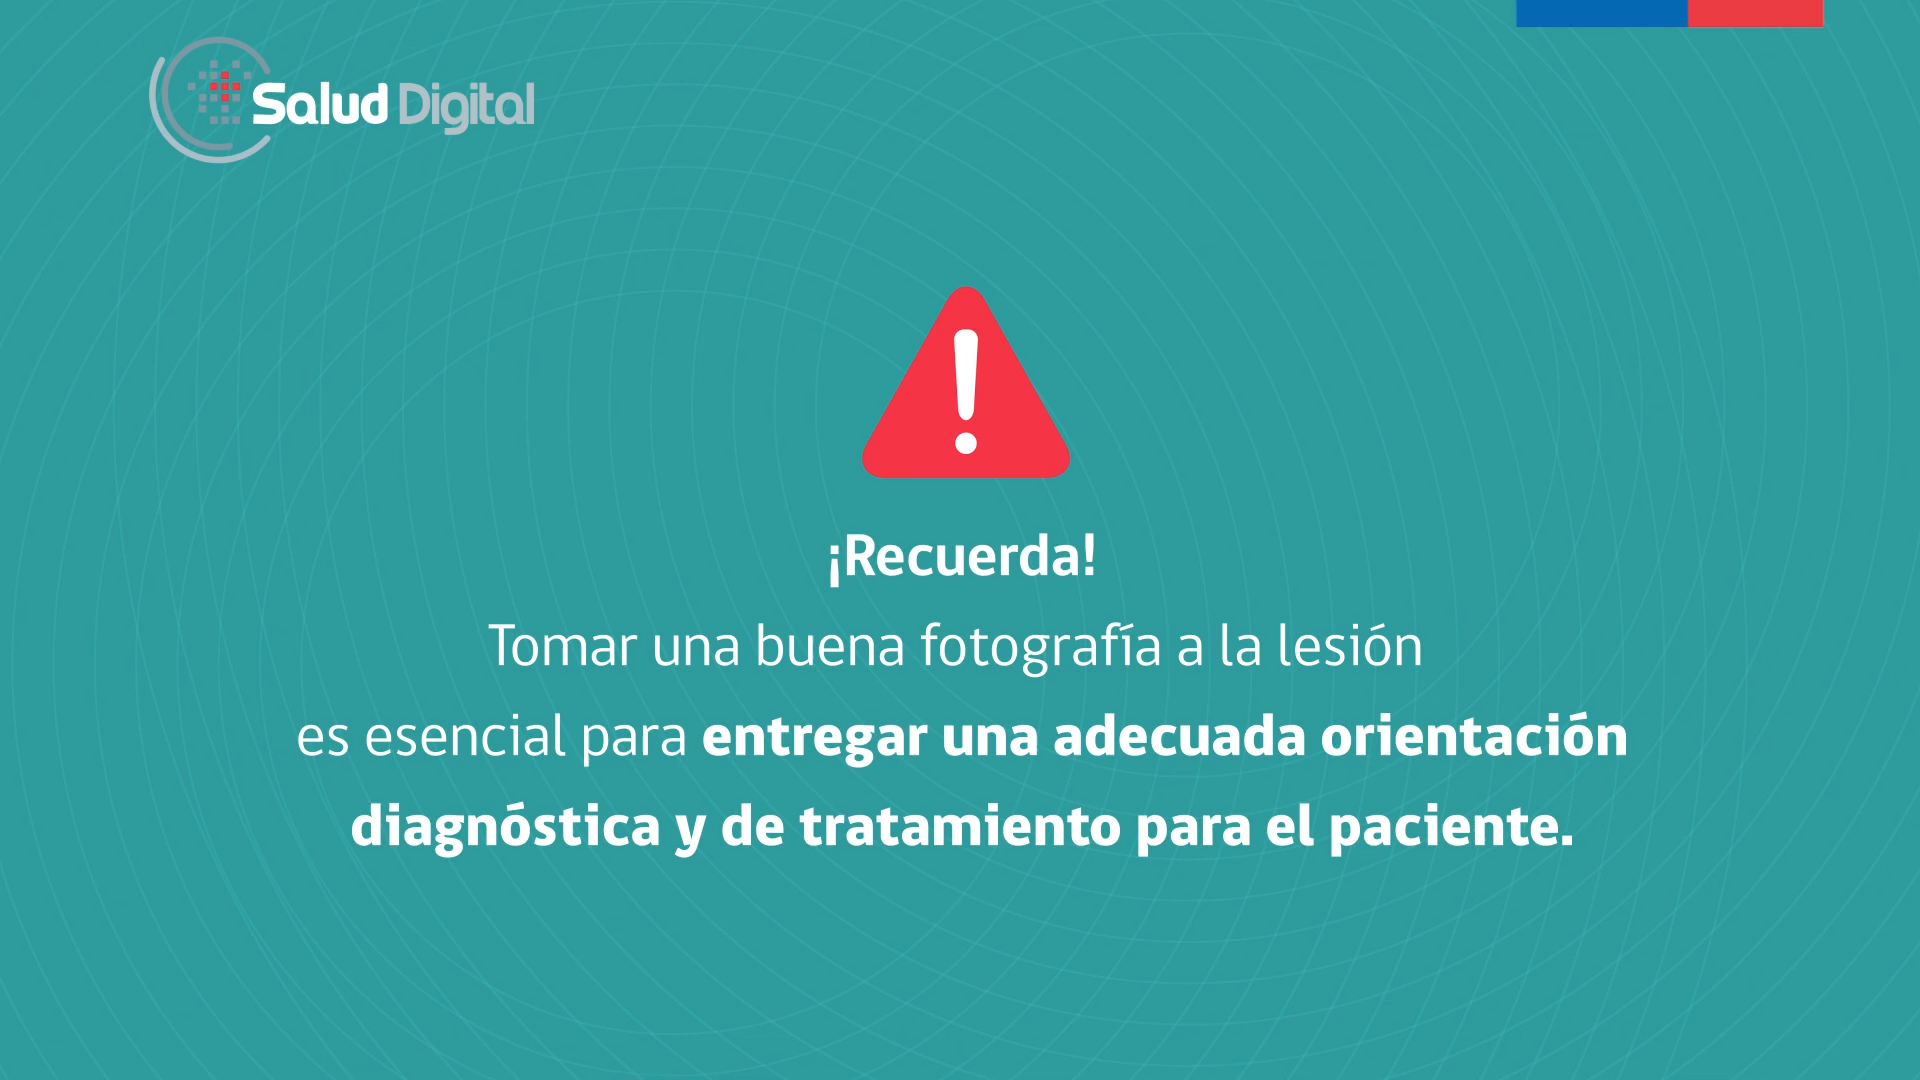 Salud Digital
¡Recuerda!
Tomar una buena fotografía a la lesión
es esencial para entregar una adecuada orientación
diagnóstica y de tratamiento para el paciente.